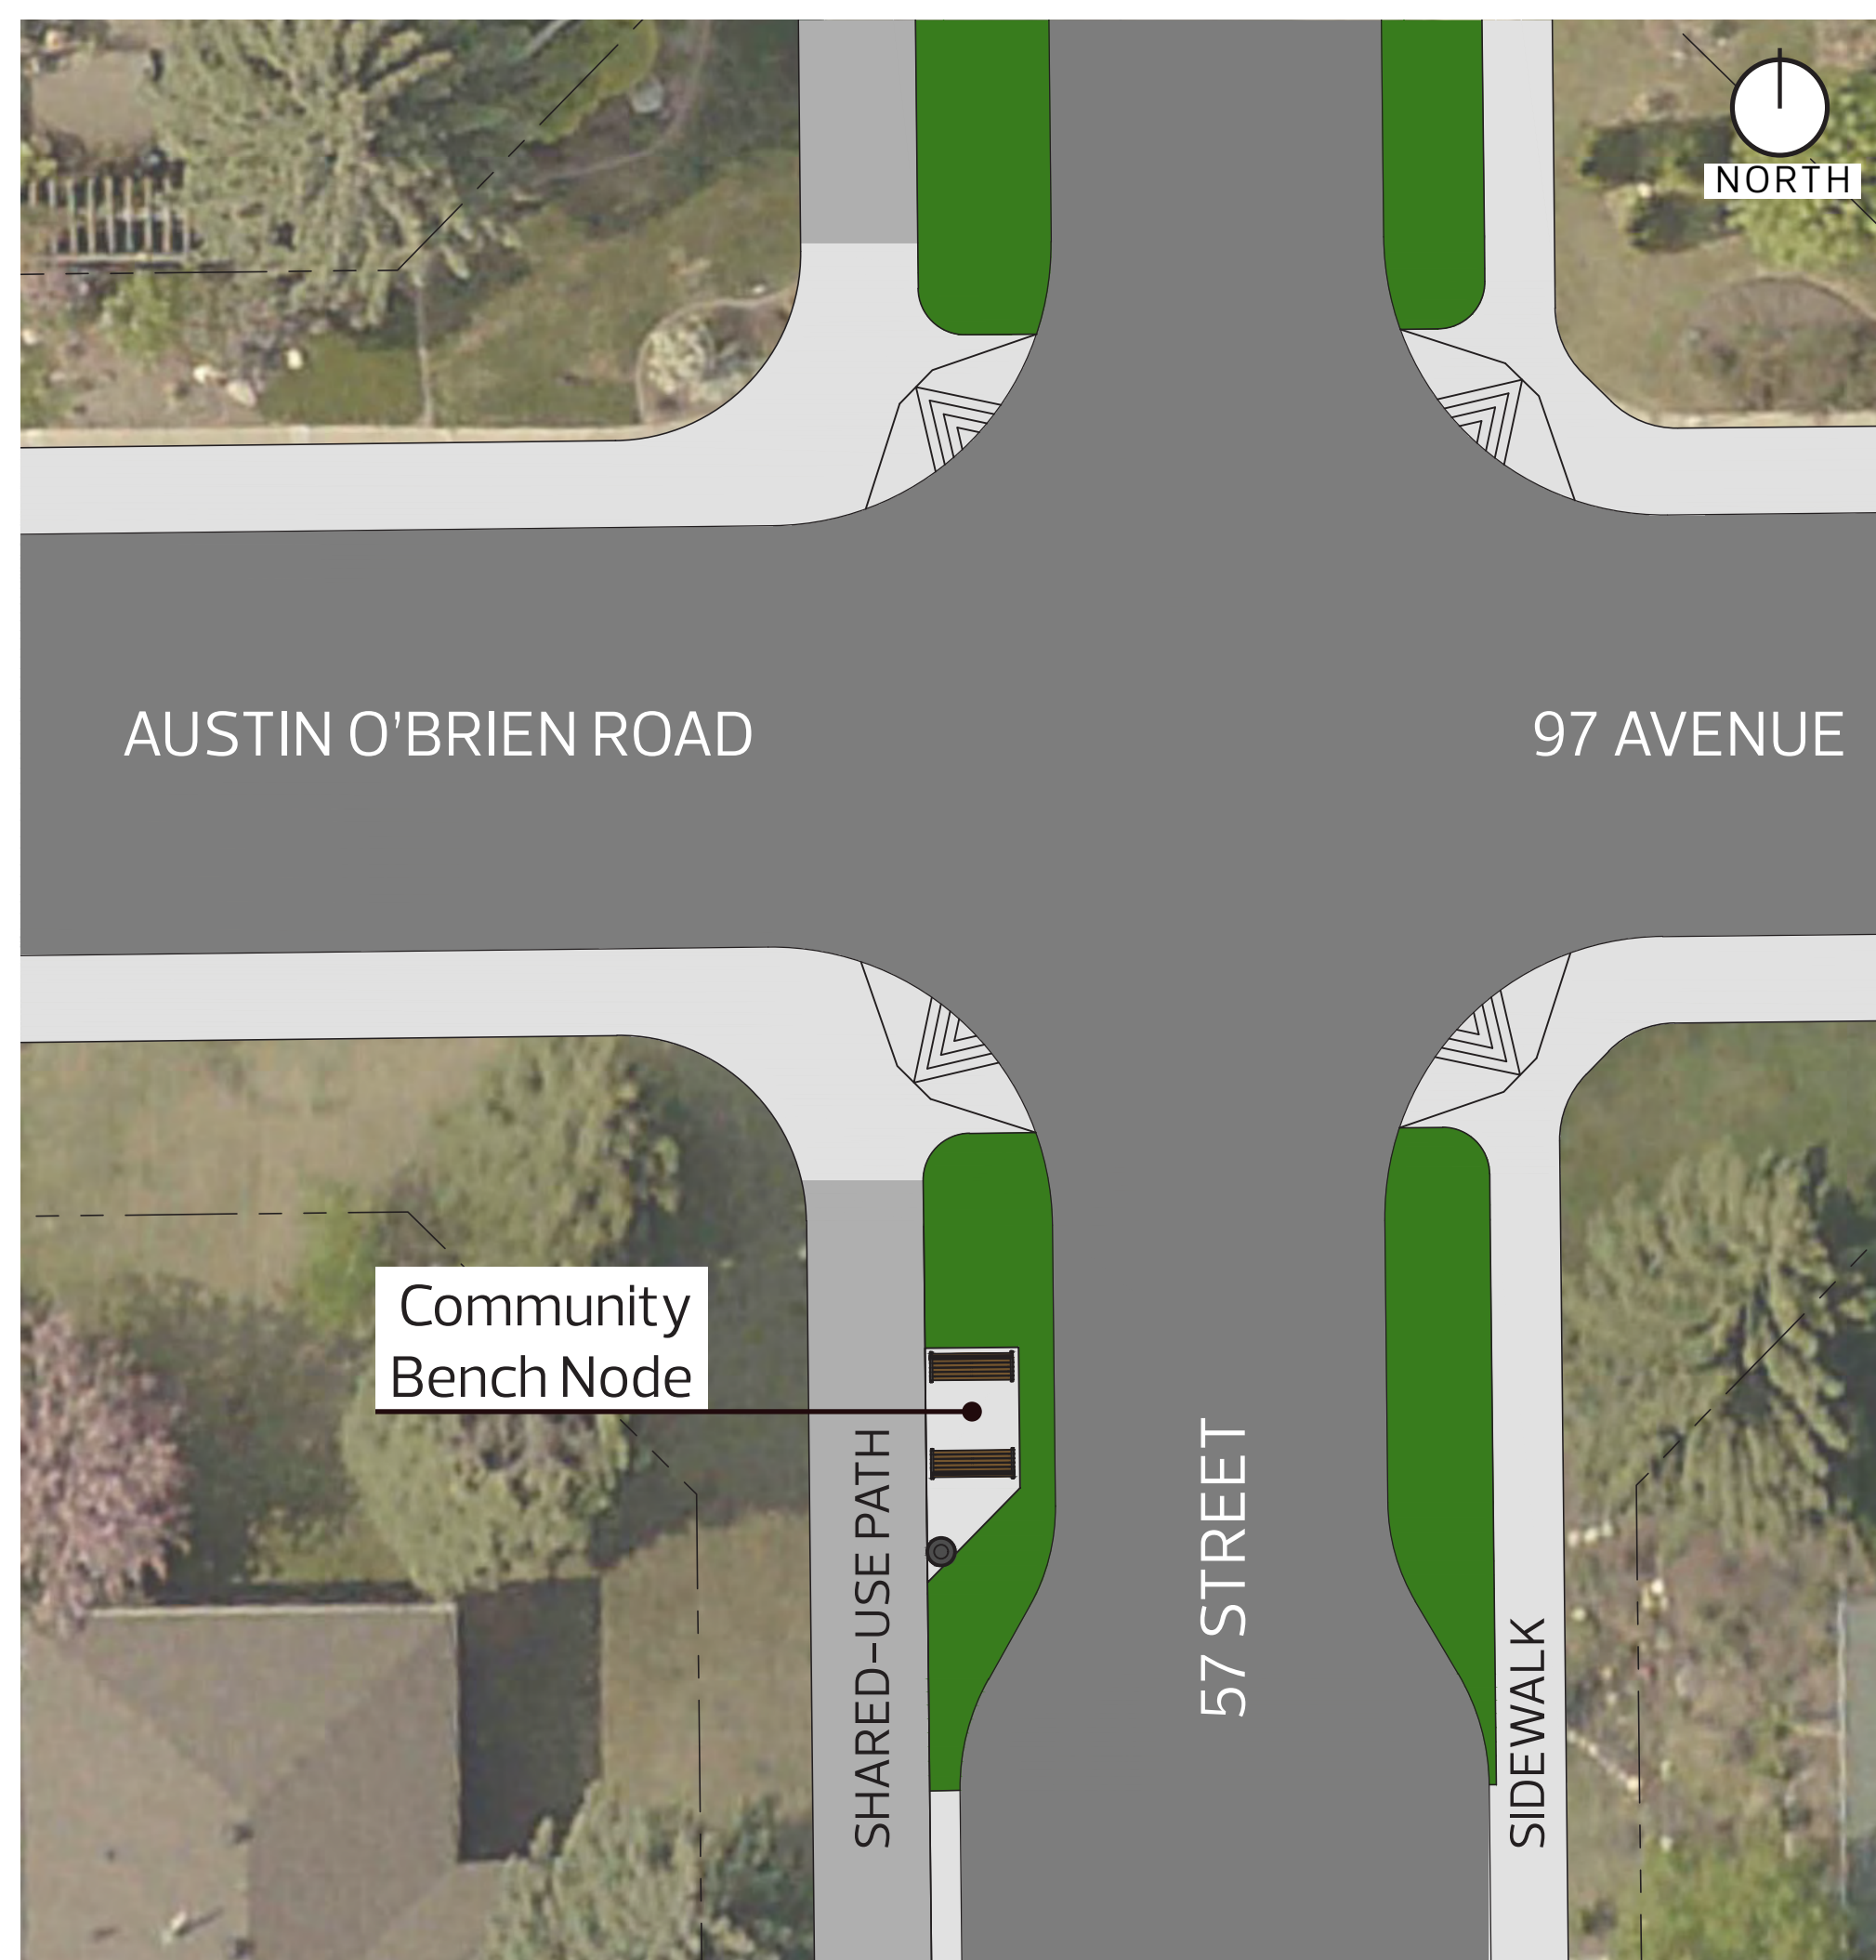 NORTH
AUSTIN O'BRIEN ROAD
97 AVENUE
Community
Bench Node
SHARED-USE PATH
57 STREET
SIDEWALK